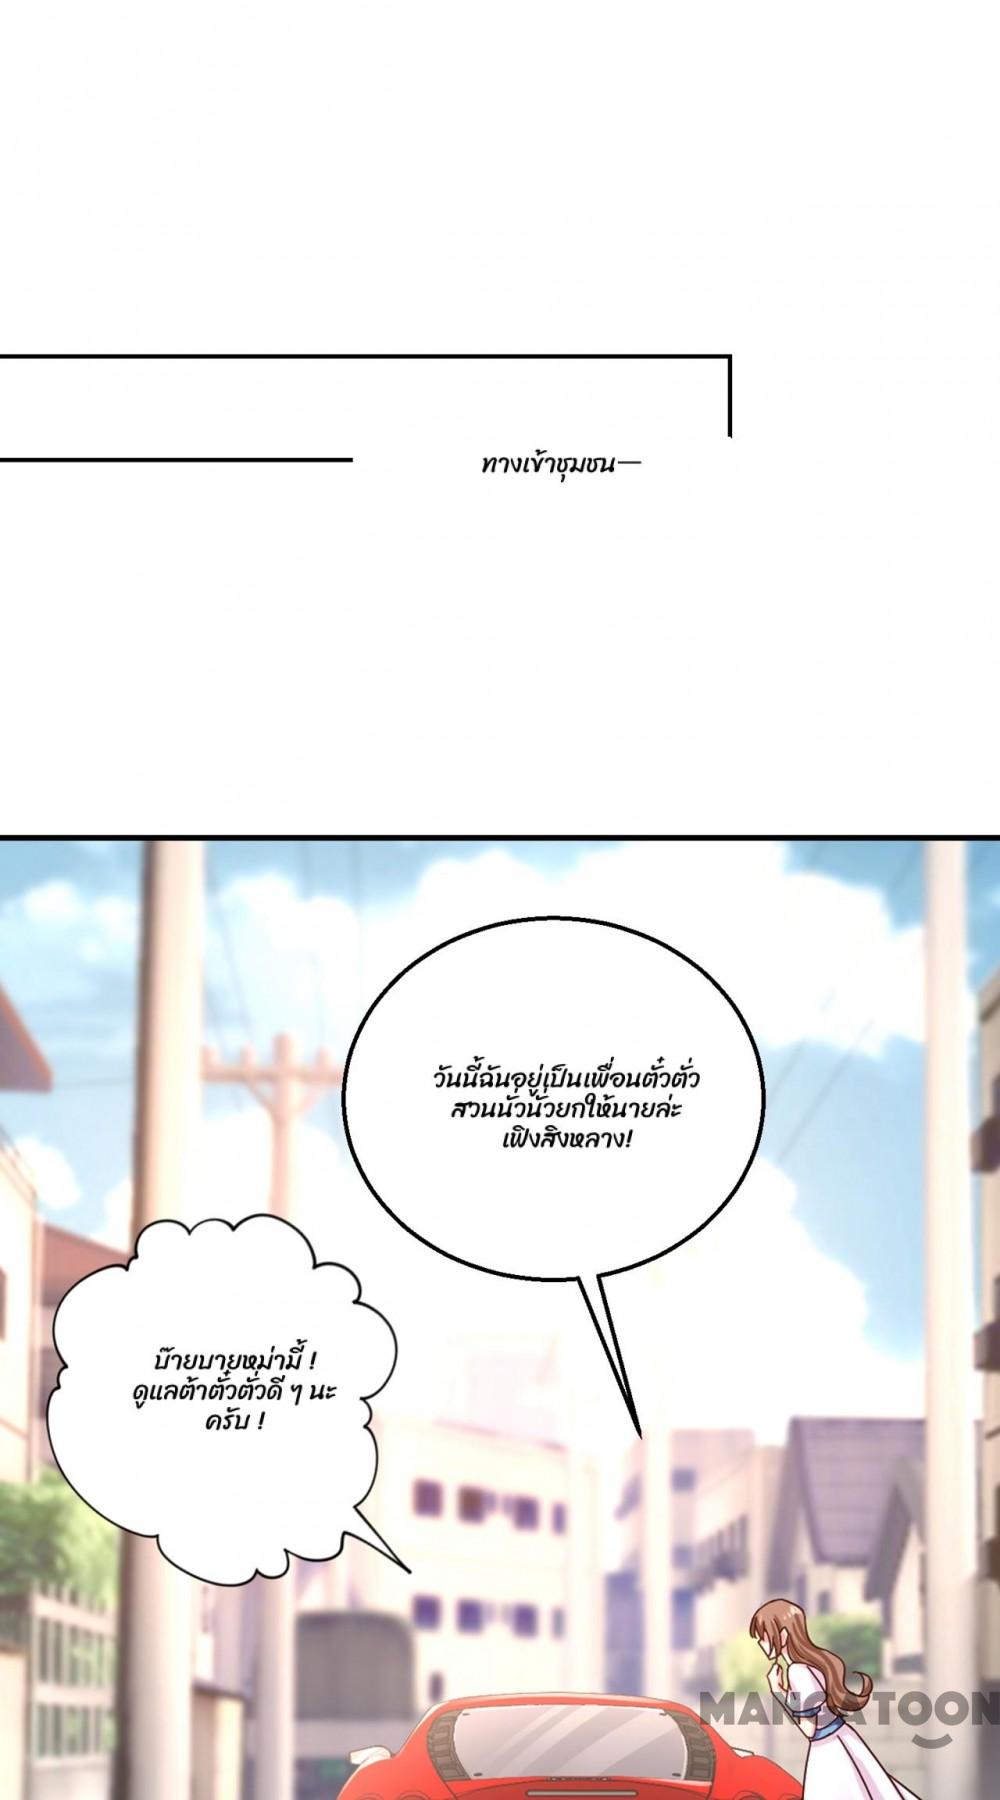 ทางเข้าชุมชน—
วันนี้ฉันอยู่เป็นเพื่อนตั๋วตั่ว
สวนนั่วนั่วยกให้นายล่ะ
เฟิงสิงหลาง!
บ๊ายบายหม่ามี้ !
ดูแลต้าตั๋วตั่วดี ๆ นะ
ครับ !
MANGATOON